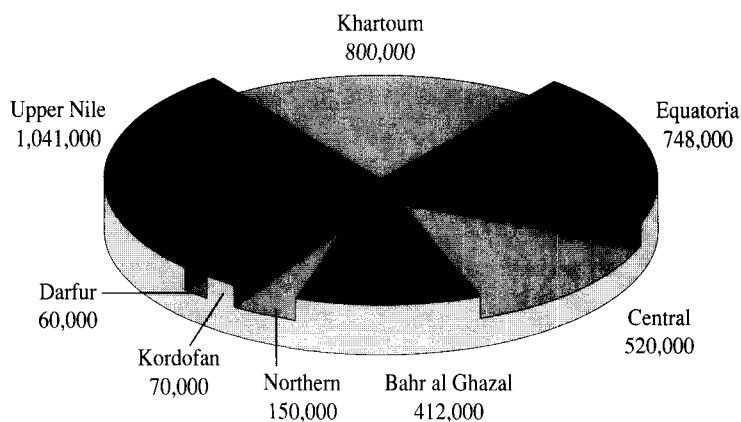 Khartoum
800,000
Upper Nile
1,041,000
Equatoria
748,000
Darfur
60,000
Kordofan
70,000
Northern
150,000
Bahr al Ghazal
412,000
Central
520,000